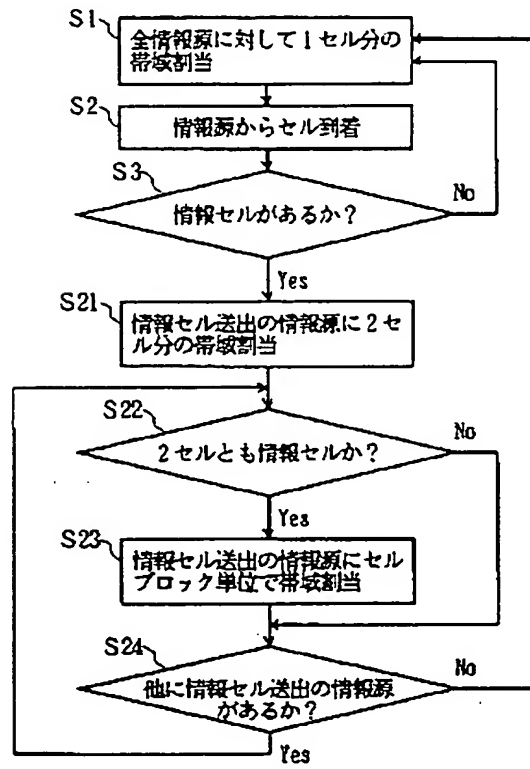 S1
全情報源に対して1セル分の
帯域割当
S2
情報源からセル到着
S3
情報セルがあるか?
No
Yes
S21
情報セル送出の情報源に2セ
ル分の帯域割当
S22
2セルとも情報セルか?
No
Yes
S23
情報セル送出の情報源にセル
ブロック単位で帯域割当
S24
他に情報セル送出の情報源
があるか?
No
Yes